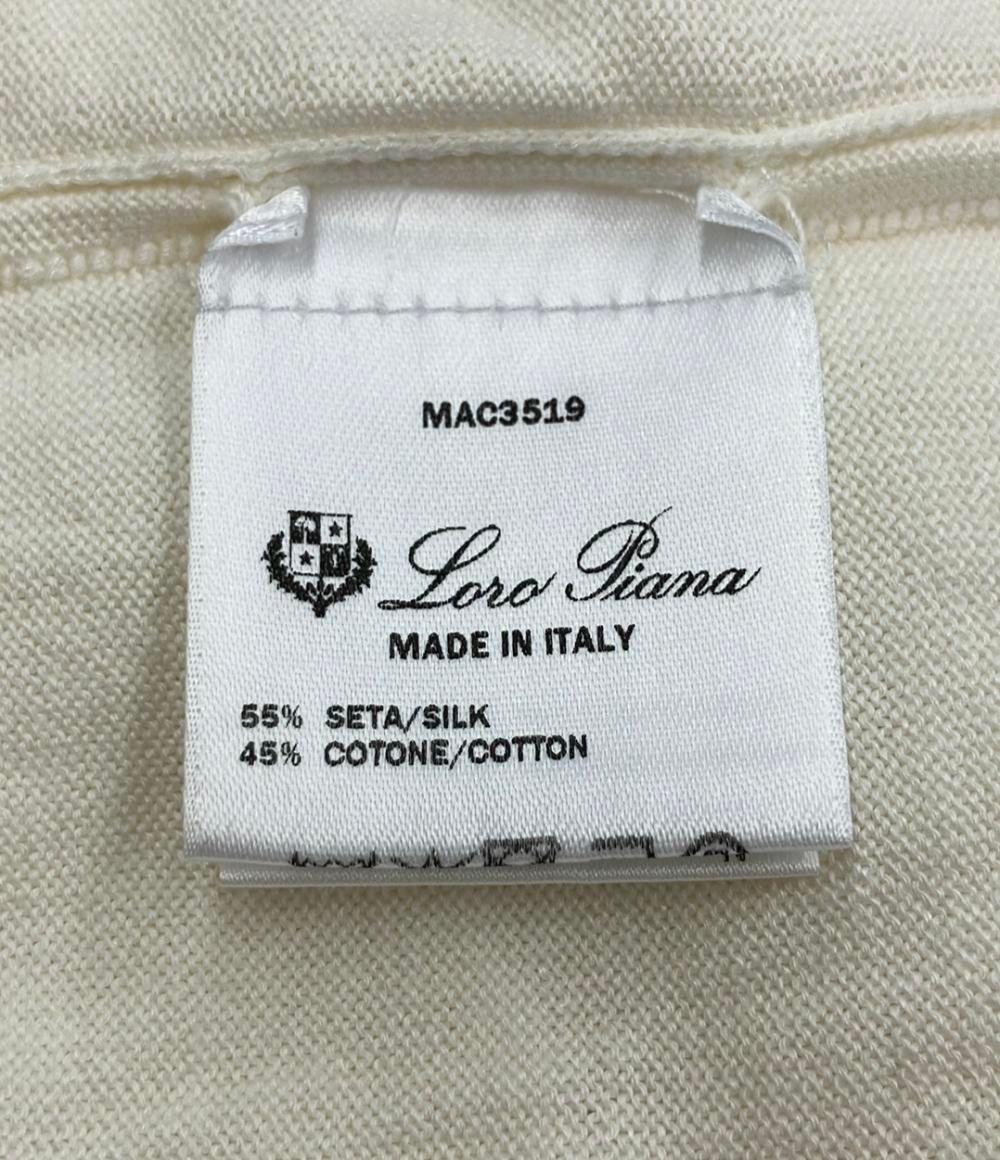 MAC3519
Loro Piana
MADE IN ITALY
55% SETA/SILK
45% COTONE/COTTON